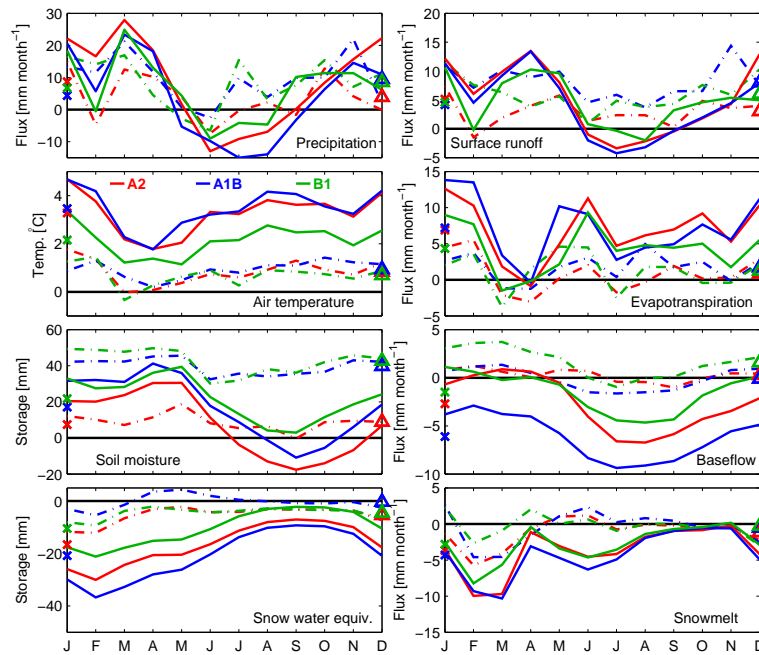 30
20
10
0
−10
Flux [mm month−1]
Precipitation
20
15
10
5
0
−5
Flux [mm month−1]
Surface runoff
4
2
0
Temp. °C
A2 A1B B1
Air temperature
15
10
5
0
−5
Flux [mm month−1]
Evapotranspiration
60
40
20
0
−20
Storage [mm]
Soil moisture
5
0
−5
−10
Flux [mm month−1]
Baseflow
0
−20
−40
Storage [mm]
Snow water equiv.
J F M A M J J A S O N D
5
0
−5
−10
−15
Flux [mm month−1]
Snowmelt
J F M A M J J A S O N D